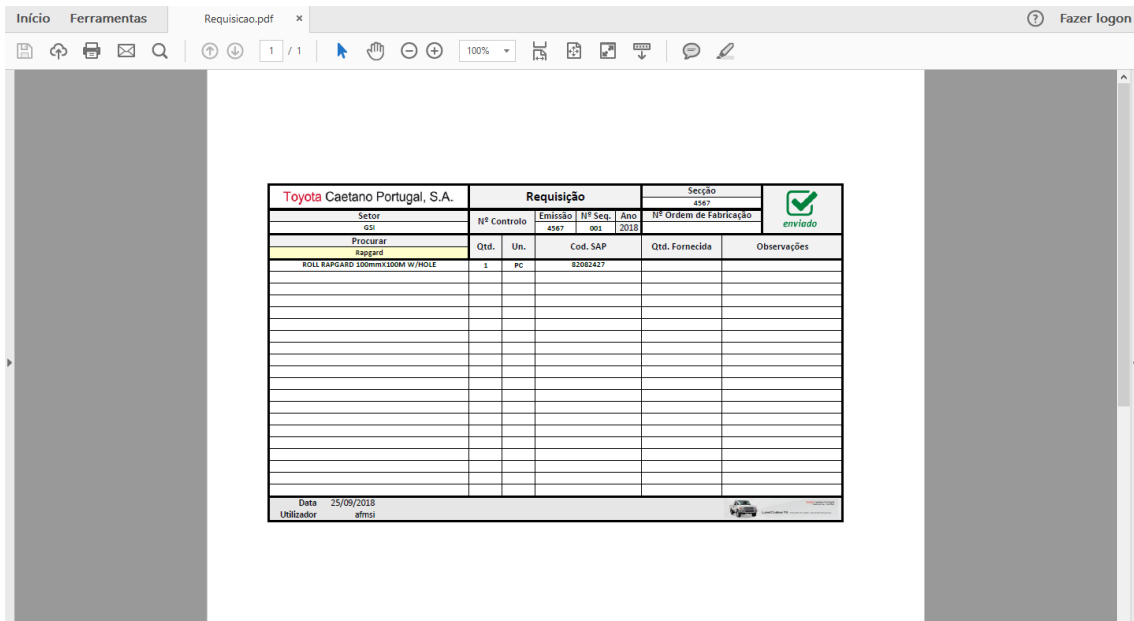 Início Ferramentas Requisicao.pdf × ? Fazer logon
1 / 1 100%
Toyota Caetano Portugal, S.A. Requisição Secção
4567
enviado
Setor Nº Controlo Emissão Nº Seq. Ano Nº Ordem de Fabricação
GSI 4567 001 2018
Procurar Qtd. Un. Cod. SAP Qtd. Fornecida Observações
Rapgard
ROLL RAPGARD 100mmX100M W/HOLE 1 PC 82082427
Data 25/09/2018
Utilizador afmsi